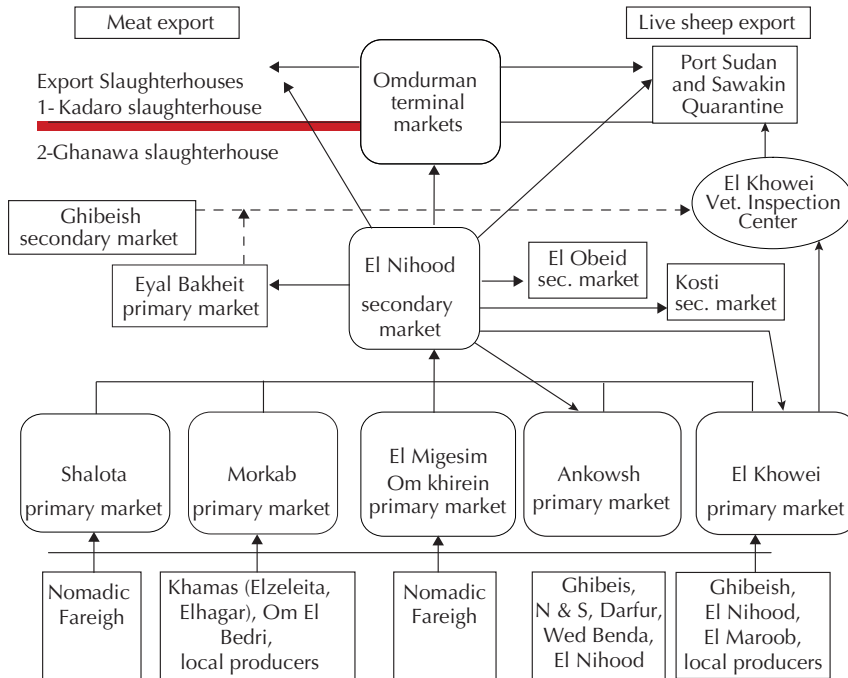 Meat export
Live sheep export
Export Slaughterhouses
1- Kadaro slaughterhouse
2-Ghanawa slaughterhouse
Omdurman
terminal
markets
Port Sudan
and Sawakin
Quarantine
El Khowei
Vet. Inspection
Center
Ghibeish
secondary market
Eyal Bakheit
primary market
El Nihood
secondary
market
El Obeid
sec. market
Kosti
sec. market
Shalota
primary market
Morkab
primary market
El Migesim
Om khirein
primary market
Ankowsh
primary market
El Khowei
primary market
Nomadic
Fareigh
Khamas (Elzeleita,
Elhagar), Om El
Bedri,
local producers
Nomadic
Fareigh
Ghibeis,
N & S, Darfur,
Wed Benda,
El Nihood
Ghibeish,
El Nihood,
El Maroob,
local producers